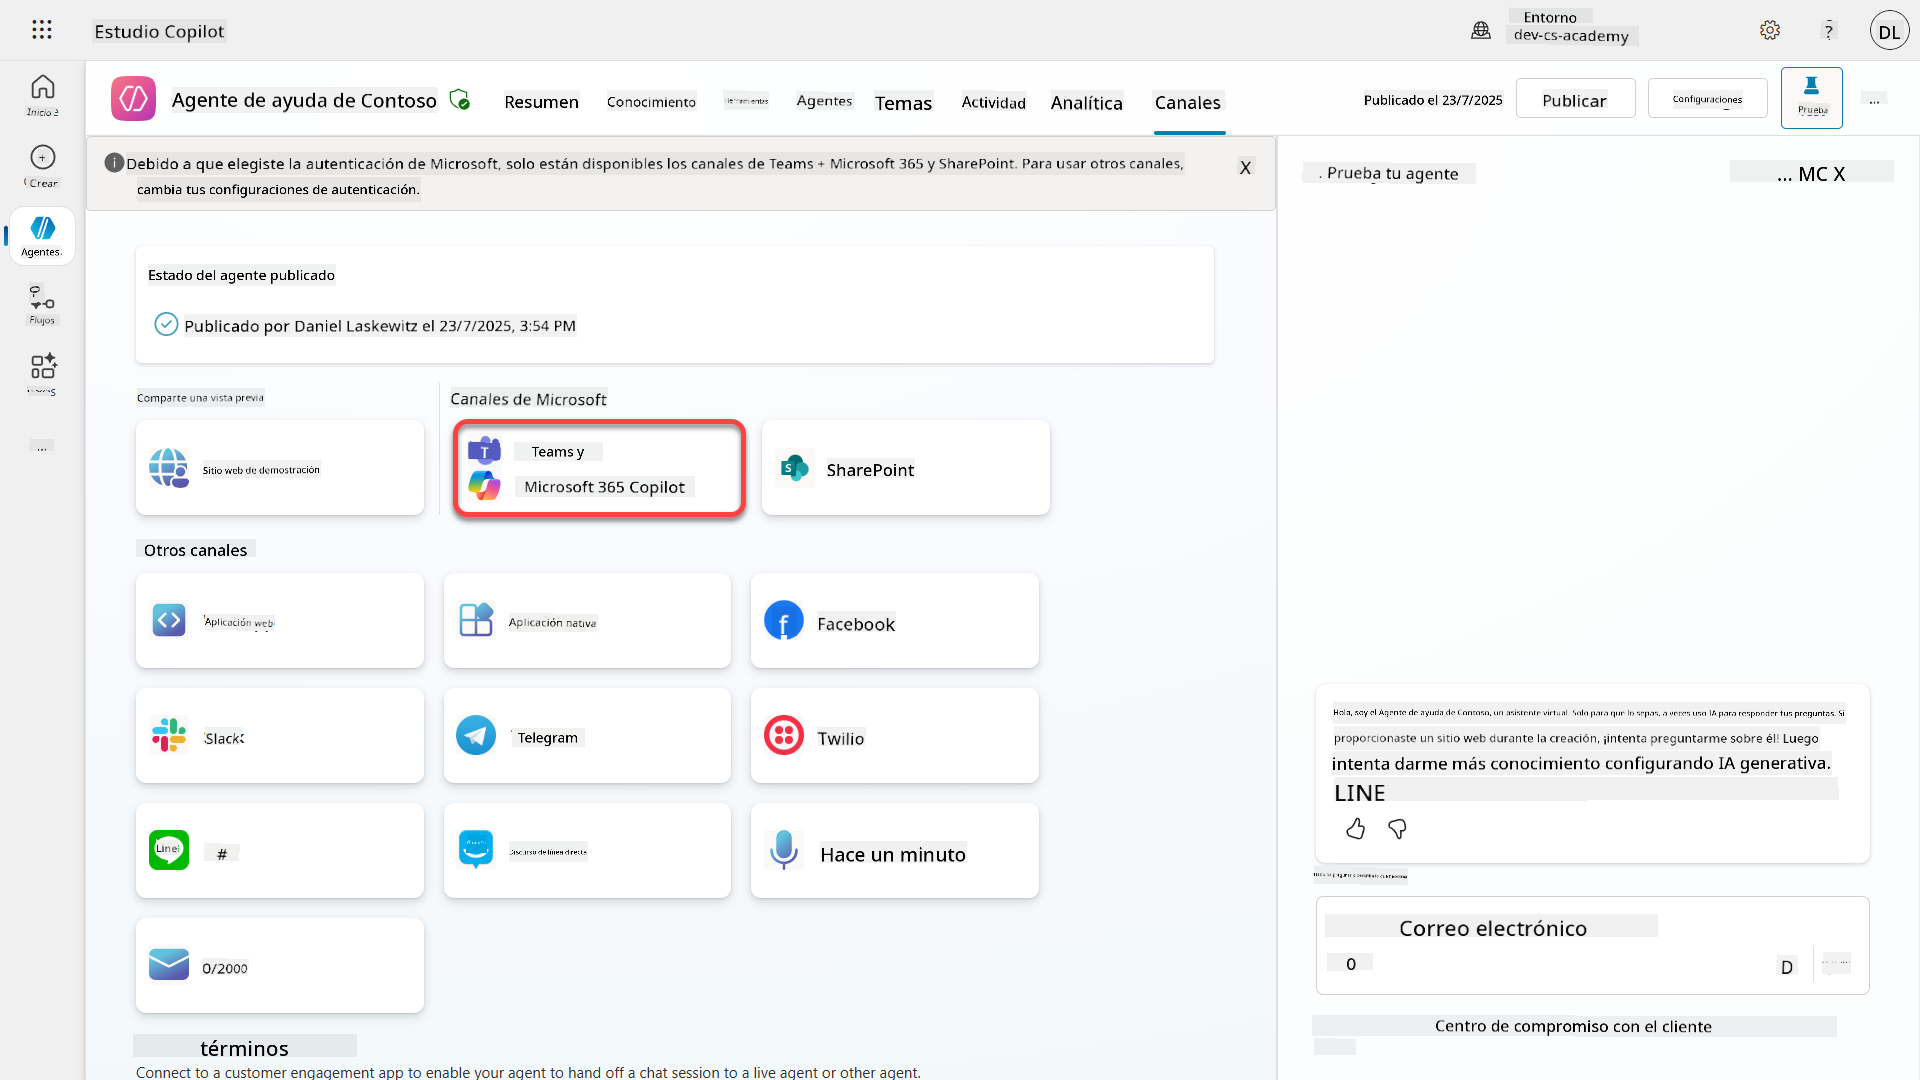 Estudio Copilot
Entorno
dev-cs-academy
?
DL
Inicio
Crear
Agentes
Flujos
...
Agente de ayuda de Contoso
Resumen
Conocimiento
Herramientas
Agentes
Temas
Actividad
Analítica
Canales
Publicado el 23/7/2025
Publicar
Configuraciones
Prueba
...
Debido a que elegiste la autenticación de Microsoft, solo están disponibles los canales de Teams + Microsoft 365 y SharePoint. Para usar otros canales,
cambia tus configuraciones de autenticación.
X
Estado del agente publicado
Publicado por Daniel Laskewitz el 23/7/2025, 3:54 PM
Comparte una vista previa
Canales de Microsoft
Sitio web de demostración
Teams y
Microsoft 365 Copilot
SharePoint
Otros canales
Aplicación web
Aplicación nativa
Facebook
Slack
Telegram
Twilio
Line
#
Discurso de línea directa
Hace un minuto
0/2000
términos
Connect to a customer engagement app to enable your agent to hand off a chat session to a live agent or other agent.
Prueba tu agente
... MC X
Hola, soy el Agente de ayuda de Contoso, un asistente virtual. Solo para que lo sepas, a veces uso IA para responder tus preguntas. Si
proporcionaste un sitio web durante la creación, ¡intenta preguntarme sobre él! Luego
intenta darme más conocimiento configurando IA generativa.
LINE
Correo electrónico
0
D
Centro de compromiso con el cliente